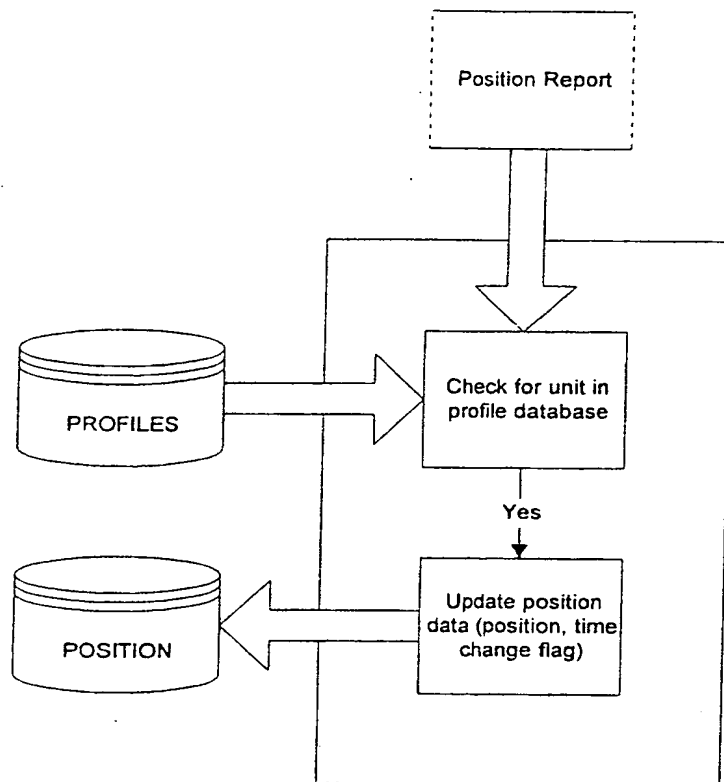 Position Report
Check for unit in
profile database
PROFILES
Yes
Update position
data (position, time
change flag)
POSITION